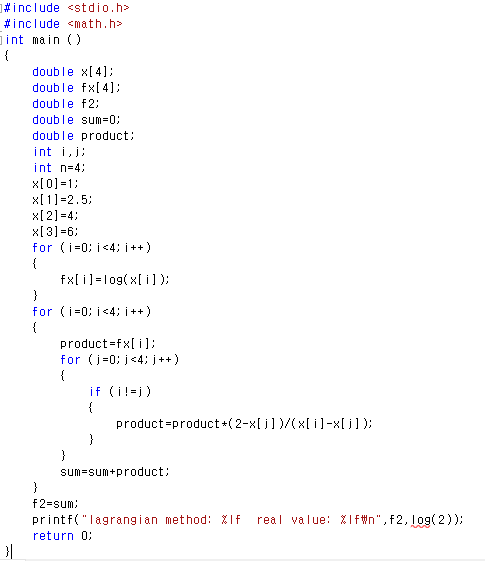 #include <stdio.h>
#include <math.h>
int main ()
{
    double x[4];
    double fx[4];
    double f2;
    double sum=0;
    double product;
    int i,j;
    int n=4;
    x[0]=1;
    x[1]=2.5;
    x[2]=4;
    x[3]=6;
    for (i=0;i<4;i++)
    {
        fx[i]=log(x[i]);
    }
    for (i=0;i<4;i++)
    {
        product=fx[i];
        for (j=0;j<4;j++)
        {
            if (i!=j)
            {
                product=product*(2-x[j])/(x[i]-x[j]);
            }
        }
        sum=sum+product;
    }
    f2=sum;
    printf("lagrangian method: %lf  real value: %lf₩n",f2,log(2));
    return 0;
}